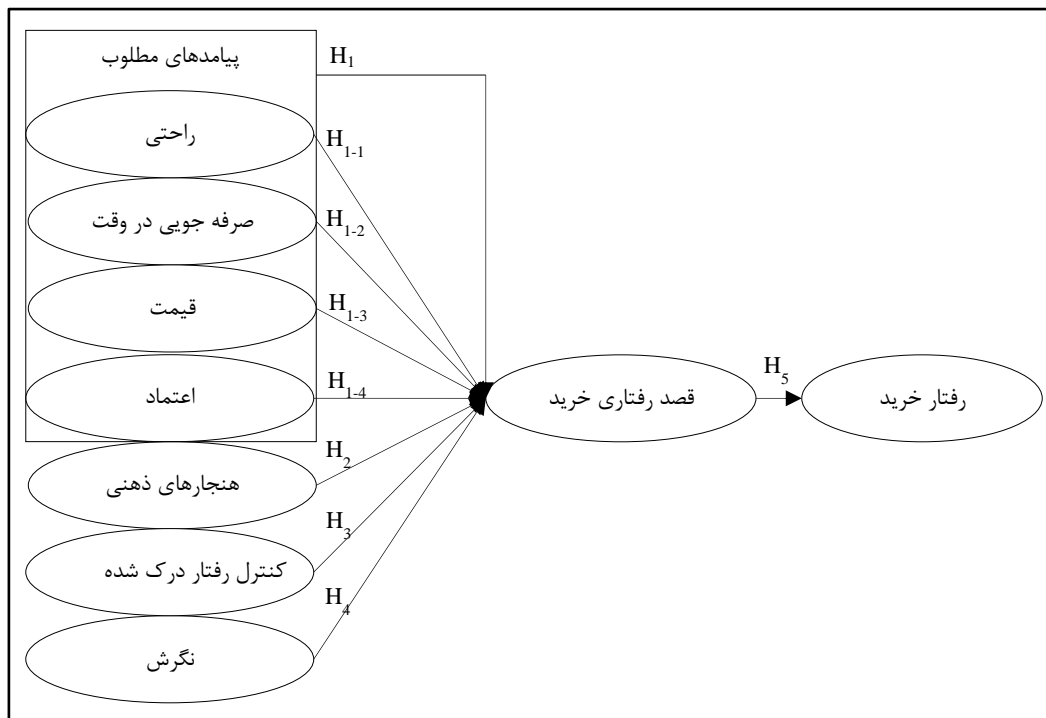 پیامدهای مطلوب
H1
راحتی
H1-1
صرفه جویی در وقت
H1-2
قیمت
H1-3
اعتماد
H1-4
قصد رفتاری خرید
H5
رفتار خرید
هنجارهای ذهنی
H2
کنترل رفتار درک شده
H3
نگرش
H4